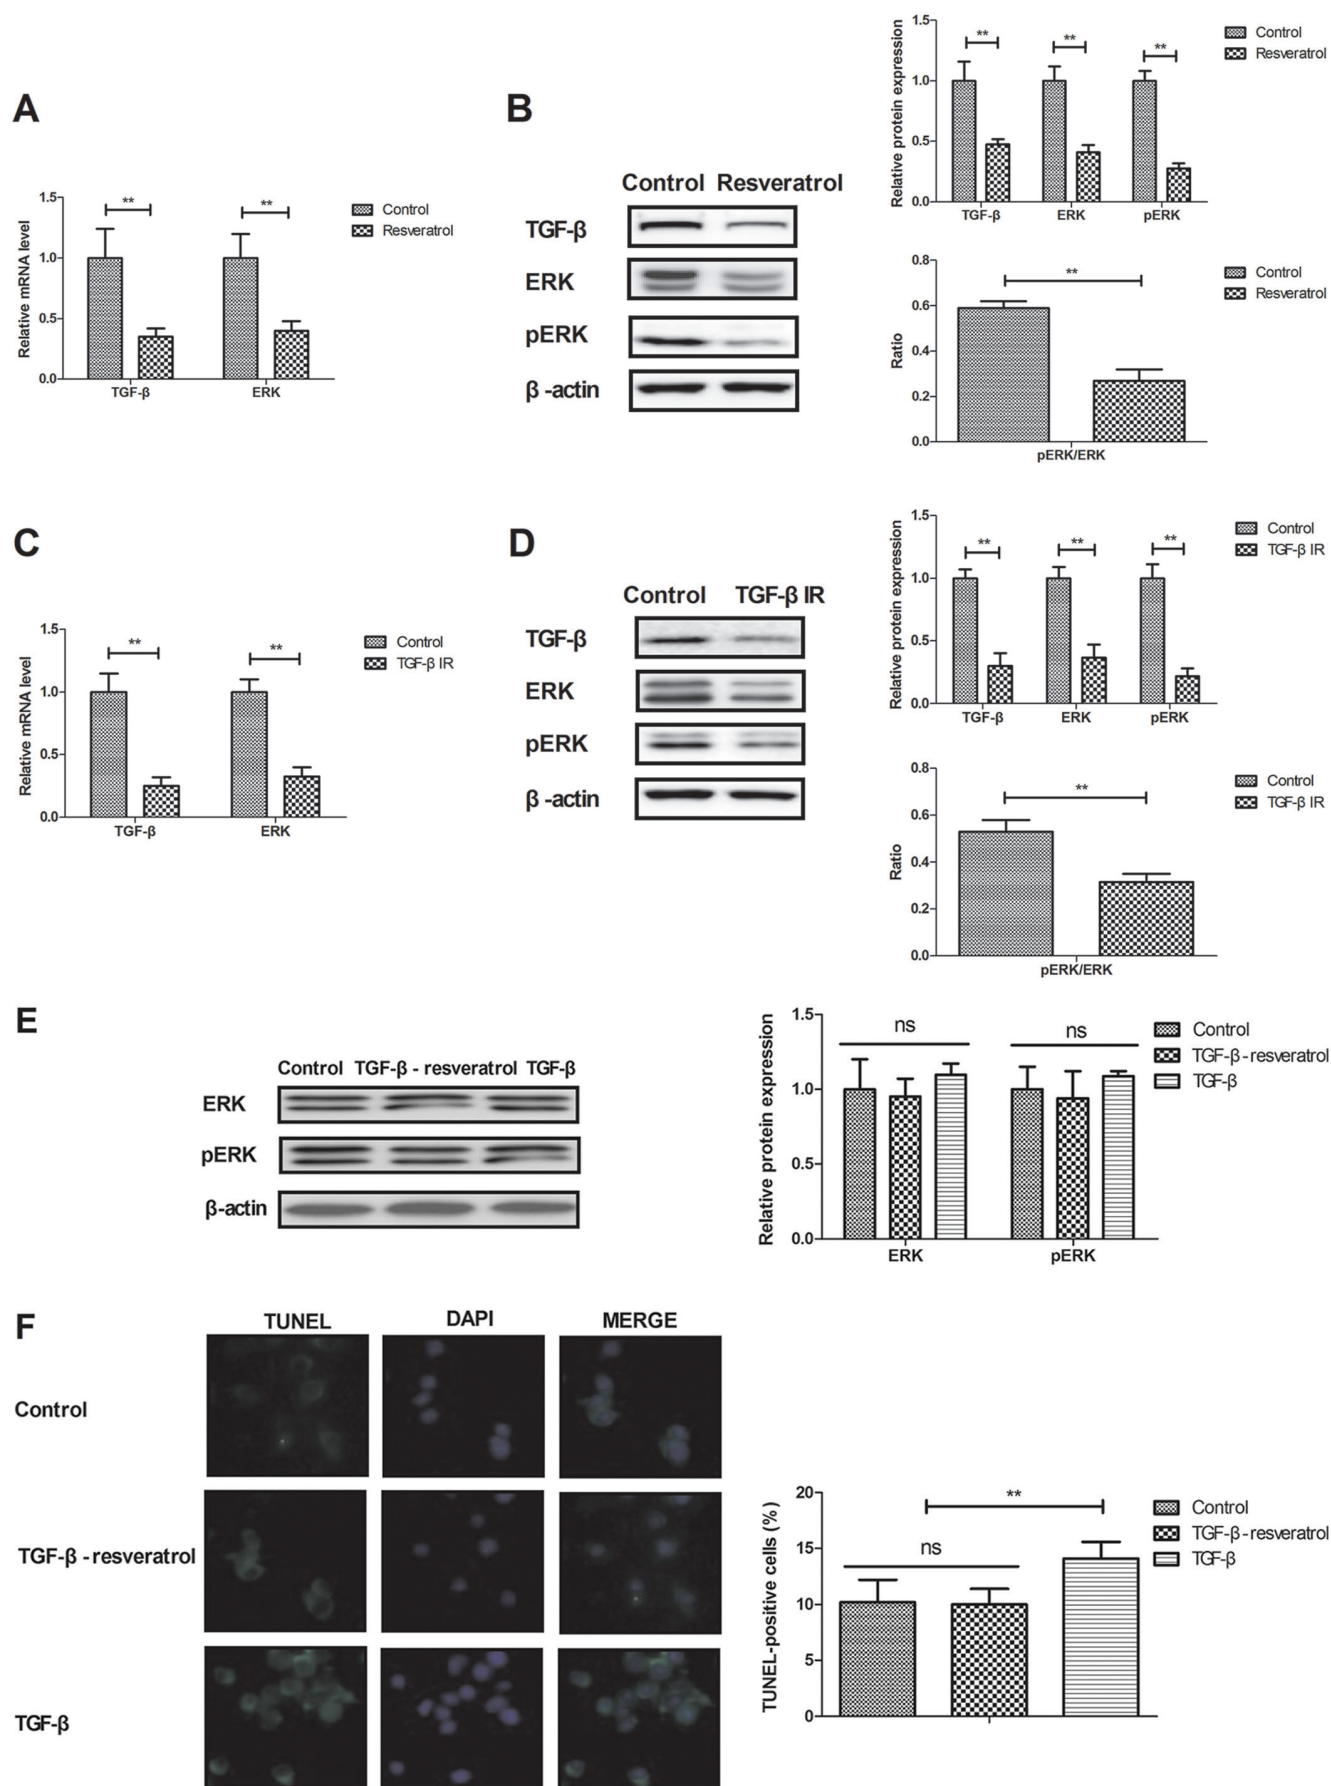 A
Relative mRNA level
1.5
1.0
0.5
0.0
**
**
TGF-β
ERK
Control
Resveratrol
B
Control Resveratrol
TGF-β
ERK
pERK
β -actin
Relative protein expression
1.5
1.0
0.5
0.0
**
**
**
TGF-β
ERK
pERK
Control
Resveratrol
Ratio
0.8
0.6
0.4
0.2
0.0
**
pERK/ERK
Control
Resveratrol
C
Relative mRNA level
1.5
1.0
0.5
0.0
**
**
TGF-β
ERK
Control
TGF-β IR
D
Control TGF-β IR
TGF-β
ERK
pERK
β -actin
Relative protein expression
1.5
1.0
0.5
0.0
**
**
**
TGF-β
ERK
pERK
Control
TGF-β IR
Ratio
0.8
0.6
0.4
0.2
0.0
**
pERK/ERK
Control
TGF-β IR
E
Control TGF-β - resveratrol TGF-β
ERK
pERK
β-actin
Relative protein expression
1.5
1.0
0.5
0.0
ns
ns
ERK
pERK
Control
TGF-β - resveratrol
TGF-β
F
TUNEL DAPI MERGE
Control
TGF-β - resveratrol
TGF-β
TUNEL-positive cells (%)
20
15
10
5
0
ns
**
Control
TGF-β - resveratrol
TGF-β